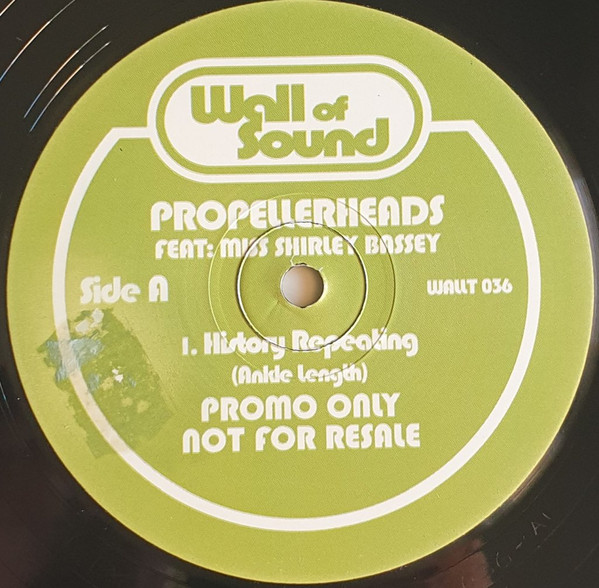 Wall of
Sound
PROPELLERHEADS
FEAT: MISS SHIRLEY BASSEY
Side A
WALLT 036
1. History Repeating
(Ankle Length)
PROMO ONLY
NOT FOR RESALE